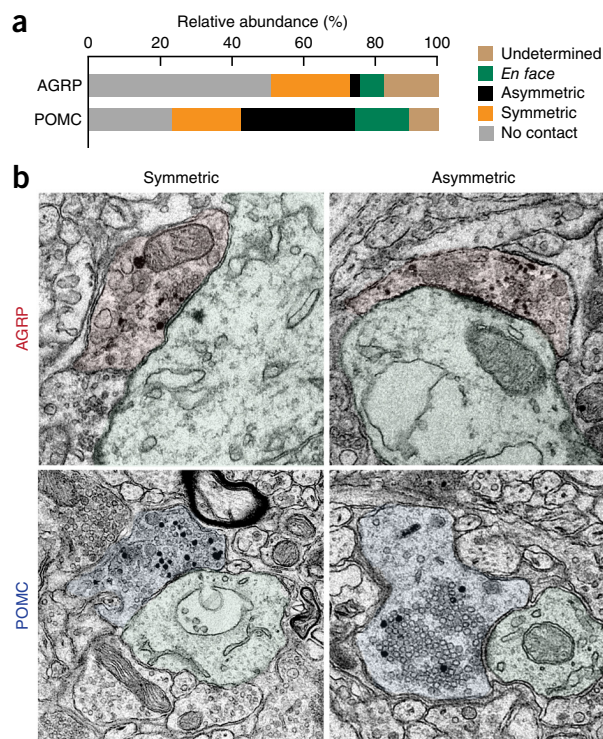 a
Relative abundance (%)
0 20 40 60 80 100
AGRP
POMC
Undetermined
En face
Asymmetric
Symmetric
No contact
b
Symmetric Asymmetric
AGRP
POMC